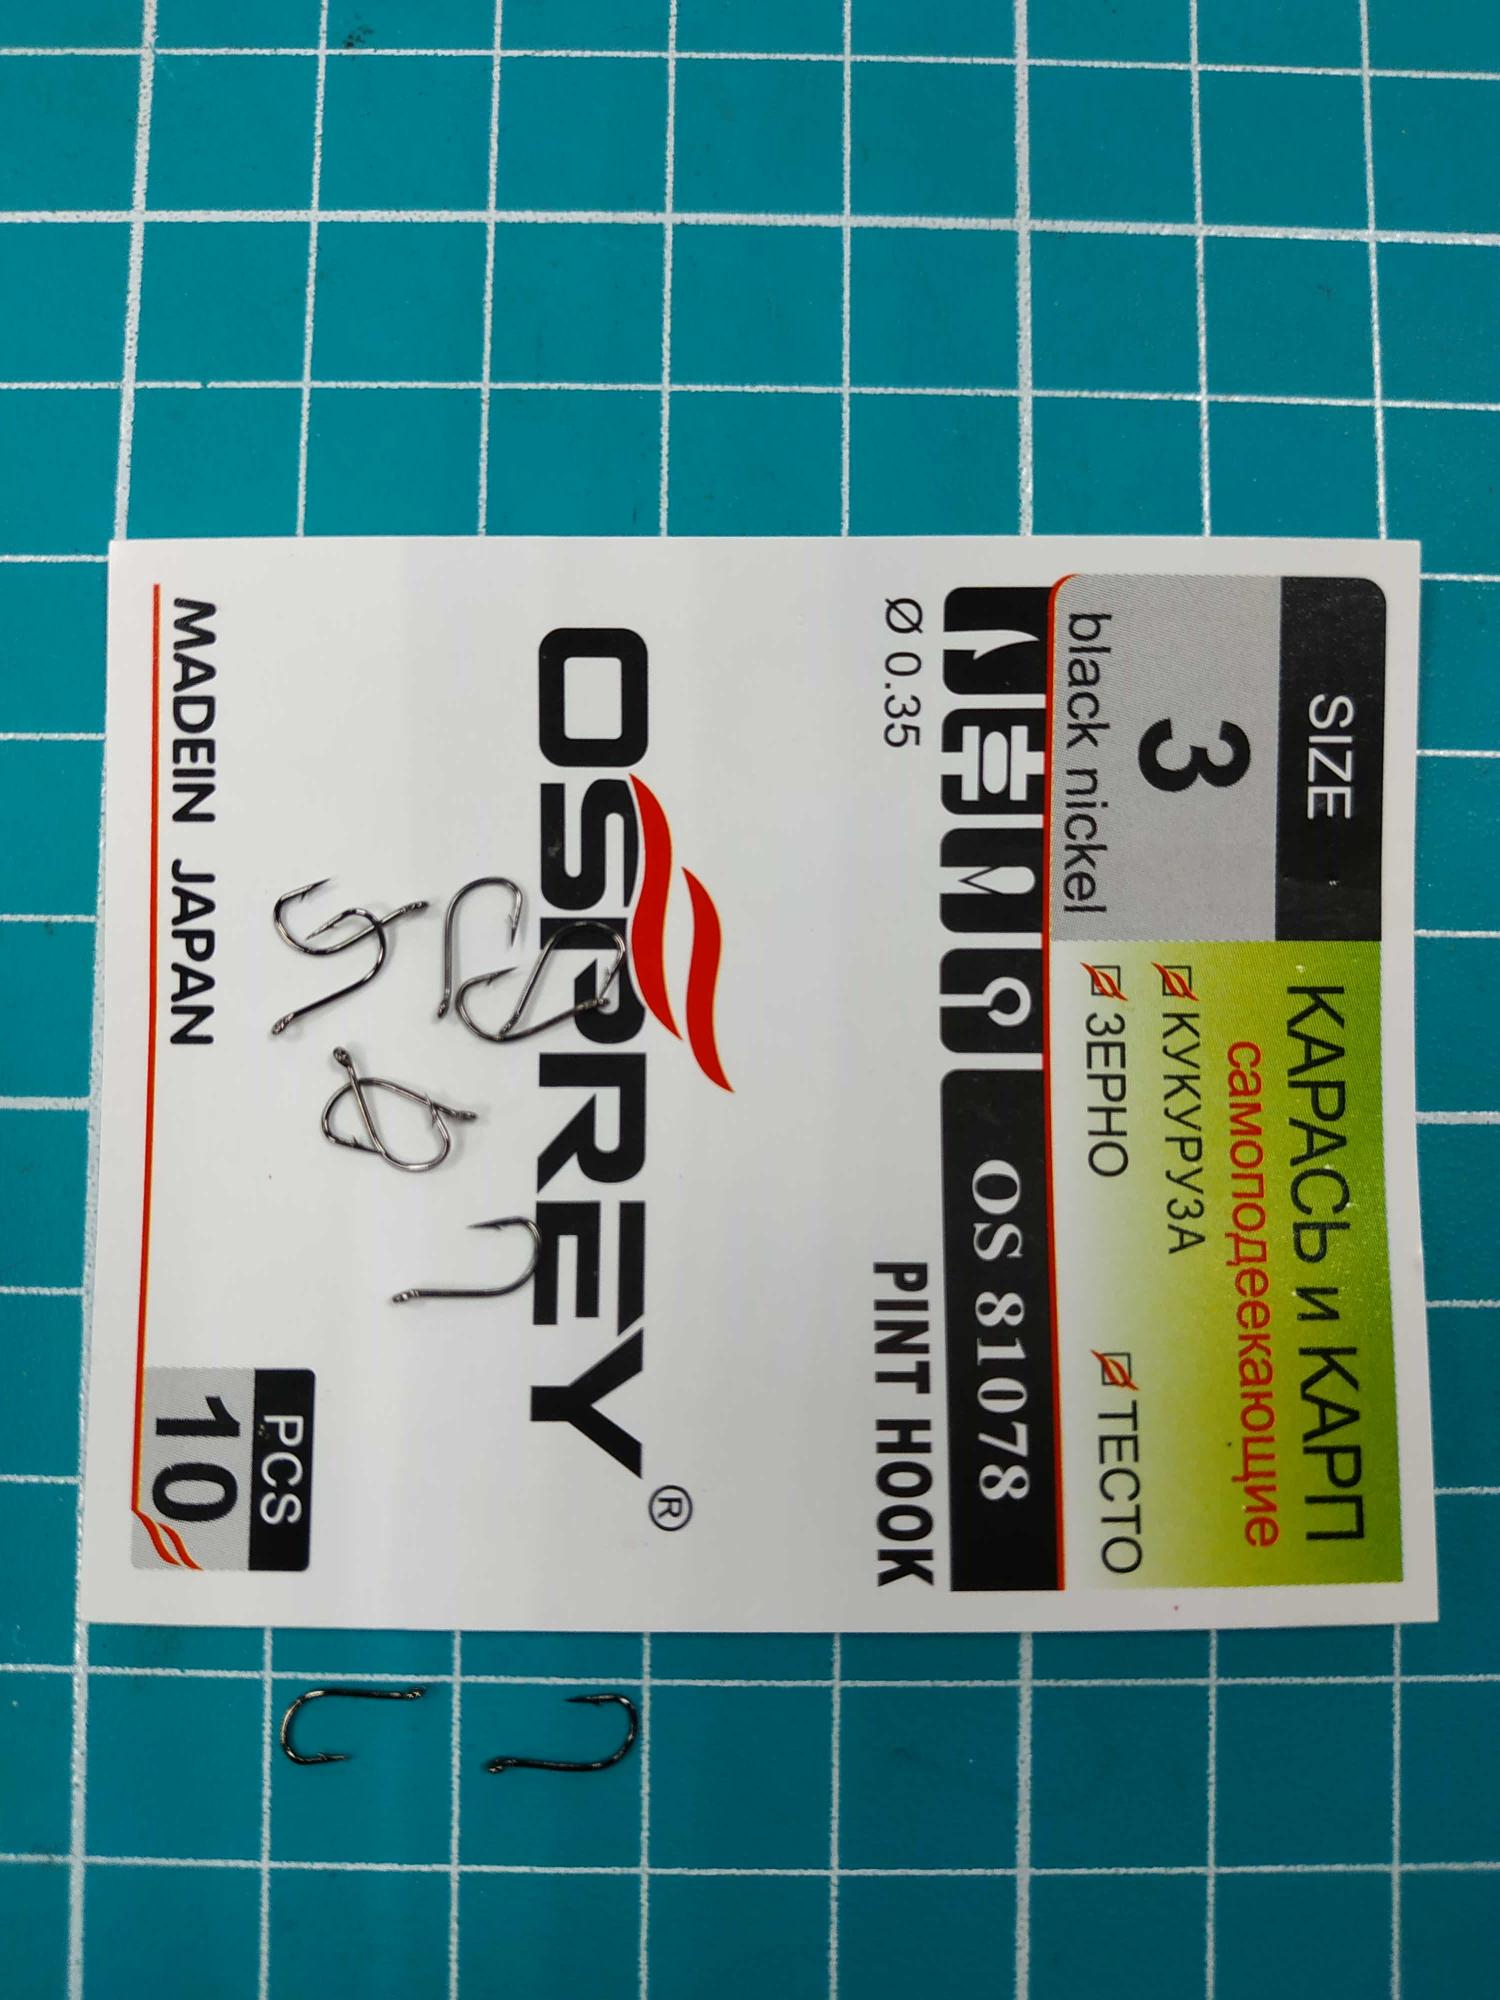 SIZE
3
black nickel
КАРАСЬ и КАРП
самоподеекающие
КУКУРУЗА
ЗЕРНО
ТЕСТО
OS 81078
Ø 0.35
PINT HOOK
OSPREY®
PCS
10
MADEIN JAPAN